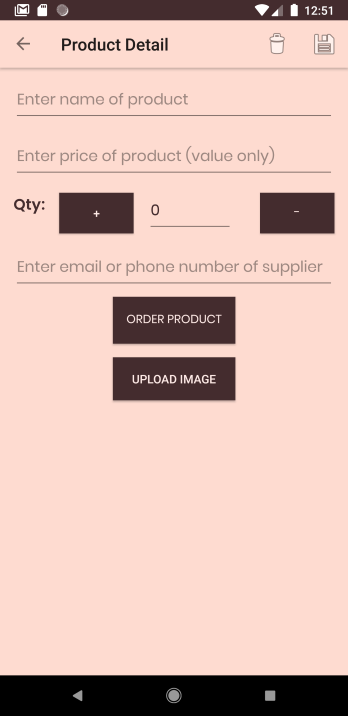 12:51
Product Detail
Enter name of product
Enter price of product (value only)
Qty: + 0 -
Enter email or phone number of supplier
ORDER PRODUCT
UPLOAD IMAGE